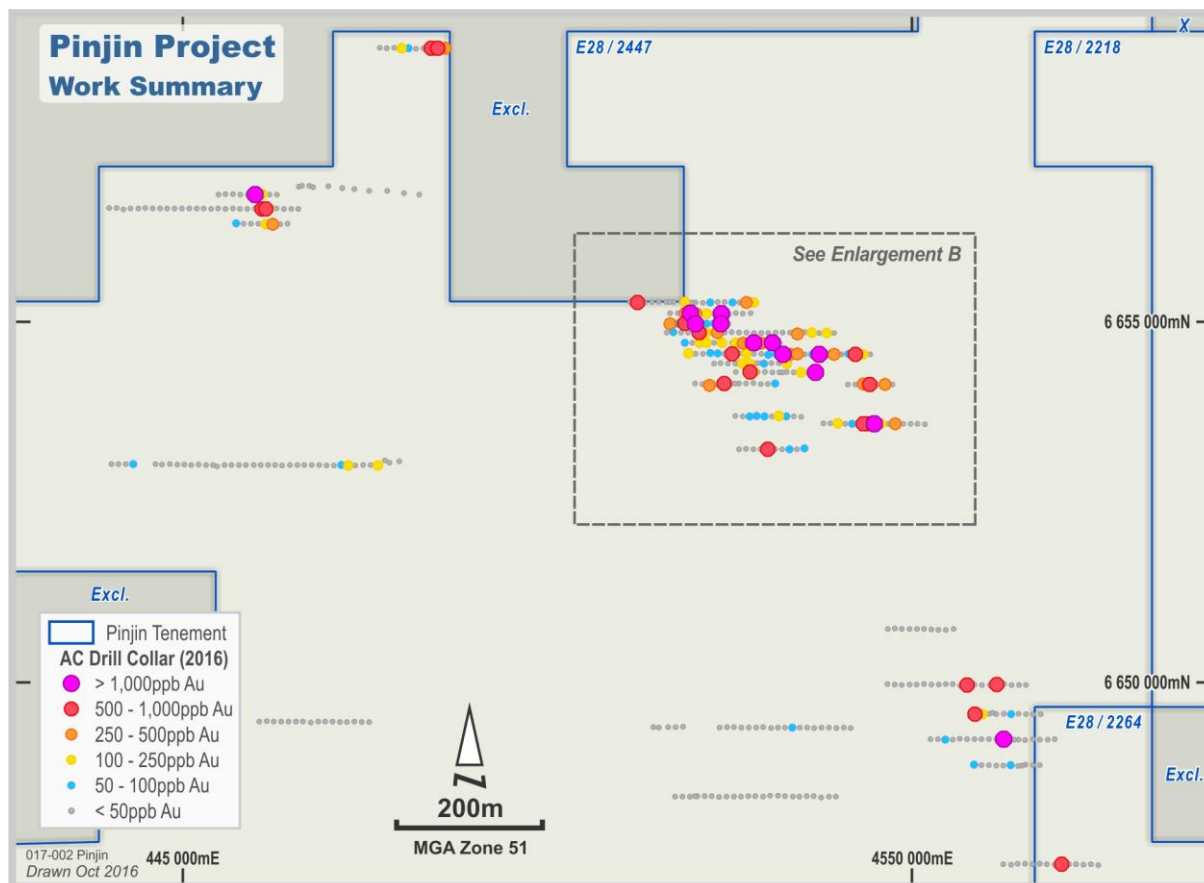 Pinjin Project
Work Summary
E28 / 2447
E28 / 2218
X
Excl.
See Enlargement B
6 655 000mN
Excl.
Pinjin Tenement
AC Drill Collar (2016)
> 1,000ppb Au
500 - 1,000ppb Au
250 - 500ppb Au
100 - 250ppb Au
50 - 100ppb Au
< 50ppb Au
6 650 000mN
E28 / 2264
Excl.
N
200m
MGA Zone 51
017-002 Pinjin
Drawn Oct 2016
445 000mE
4550 000mE